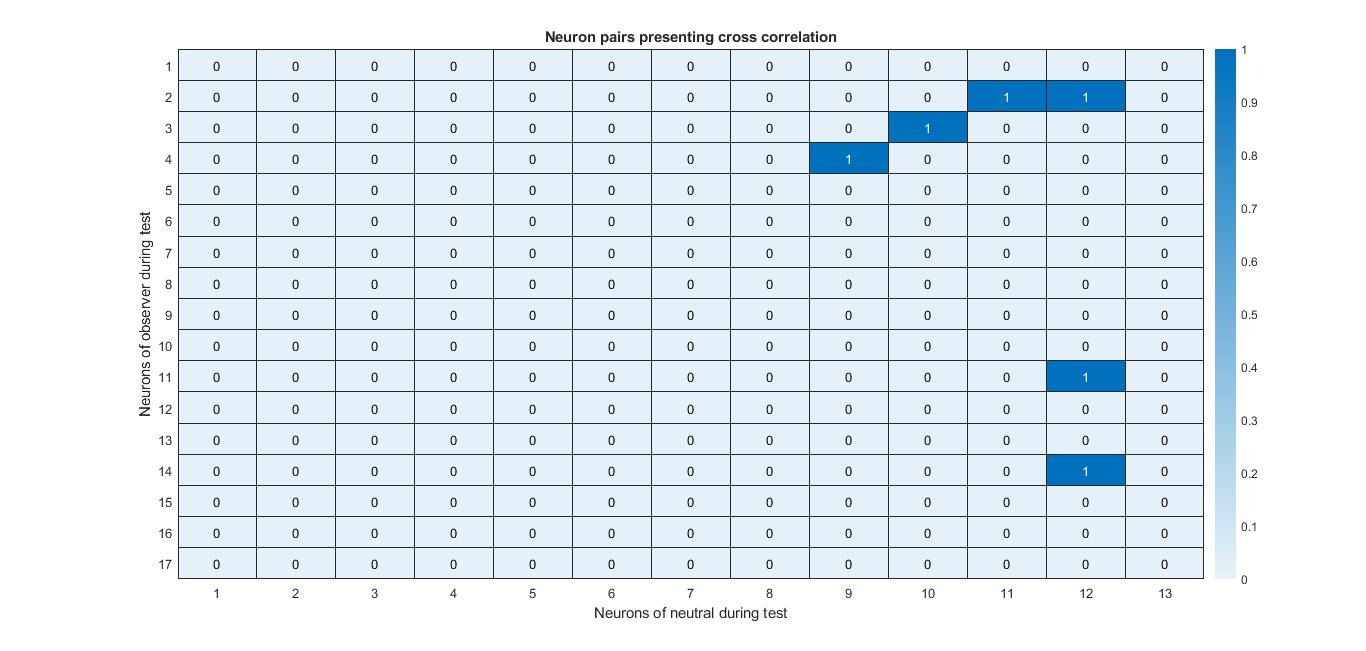 Neuron pairs presenting cross correlation
1 0 0 0 0 0 0 0 0 0 0 0 0 0
2 0 0 0 0 0 0 0 0 0 0 1 1 0
3 0 0 0 0 0 0 0 0 0 1 0 0 0
4 0 0 0 0 0 0 0 0 1 0 0 0 0
5 0 0 0 0 0 0 0 0 0 0 0 0 0
6 0 0 0 0 0 0 0 0 0 0 0 0 0
7 0 0 0 0 0 0 0 0 0 0 0 0 0
8 0 0 0 0 0 0 0 0 0 0 0 0 0
9 0 0 0 0 0 0 0 0 0 0 0 0 0
10 0 0 0 0 0 0 0 0 0 0 0 0 0
11 0 0 0 0 0 0 0 0 0 0 0 1 0
12 0 0 0 0 0 0 0 0 0 0 0 0 0
13 0 0 0 0 0 0 0 0 0 0 0 0 0
14 0 0 0 0 0 0 0 0 0 0 0 1 0
15 0 0 0 0 0 0 0 0 0 0 0 0 0
16 0 0 0 0 0 0 0 0 0 0 0 0 0
17 0 0 0 0 0 0 0 0 0 0 0 0 0
1 2 3 4 5 6 7 8 9 10 11 12 13
Neurons of neutral during test
Neurons of observer during test
1
0.9
0.8
0.7
0.6
0.5
0.4
0.3
0.2
0.1
0